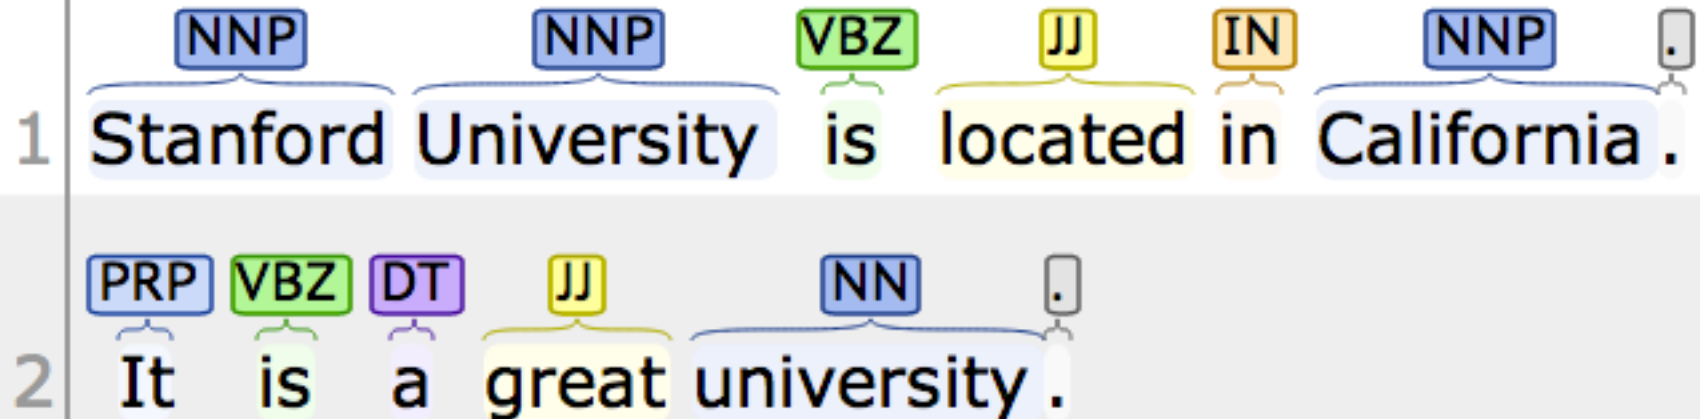 NNP NNP VBZ JJ IN NNP .
1 Stanford University is located in California .
PRP VBZ DT JJ NN .
2 It is a great university .